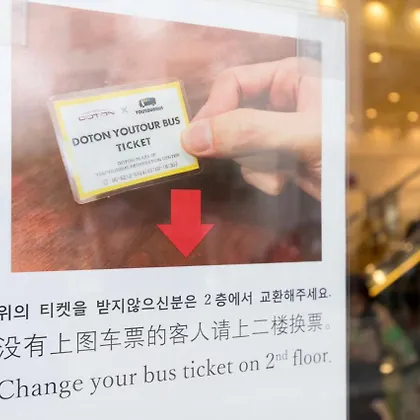 DOTON × YOUTOURBUS
DOTON YOUTOUR BUS
TICKET
위의 티켓을 받지않으신분은 2층에서 교환해주세요.
没有上图车票的客人请上二楼换票。
Change your bus ticket on 2nd floor.